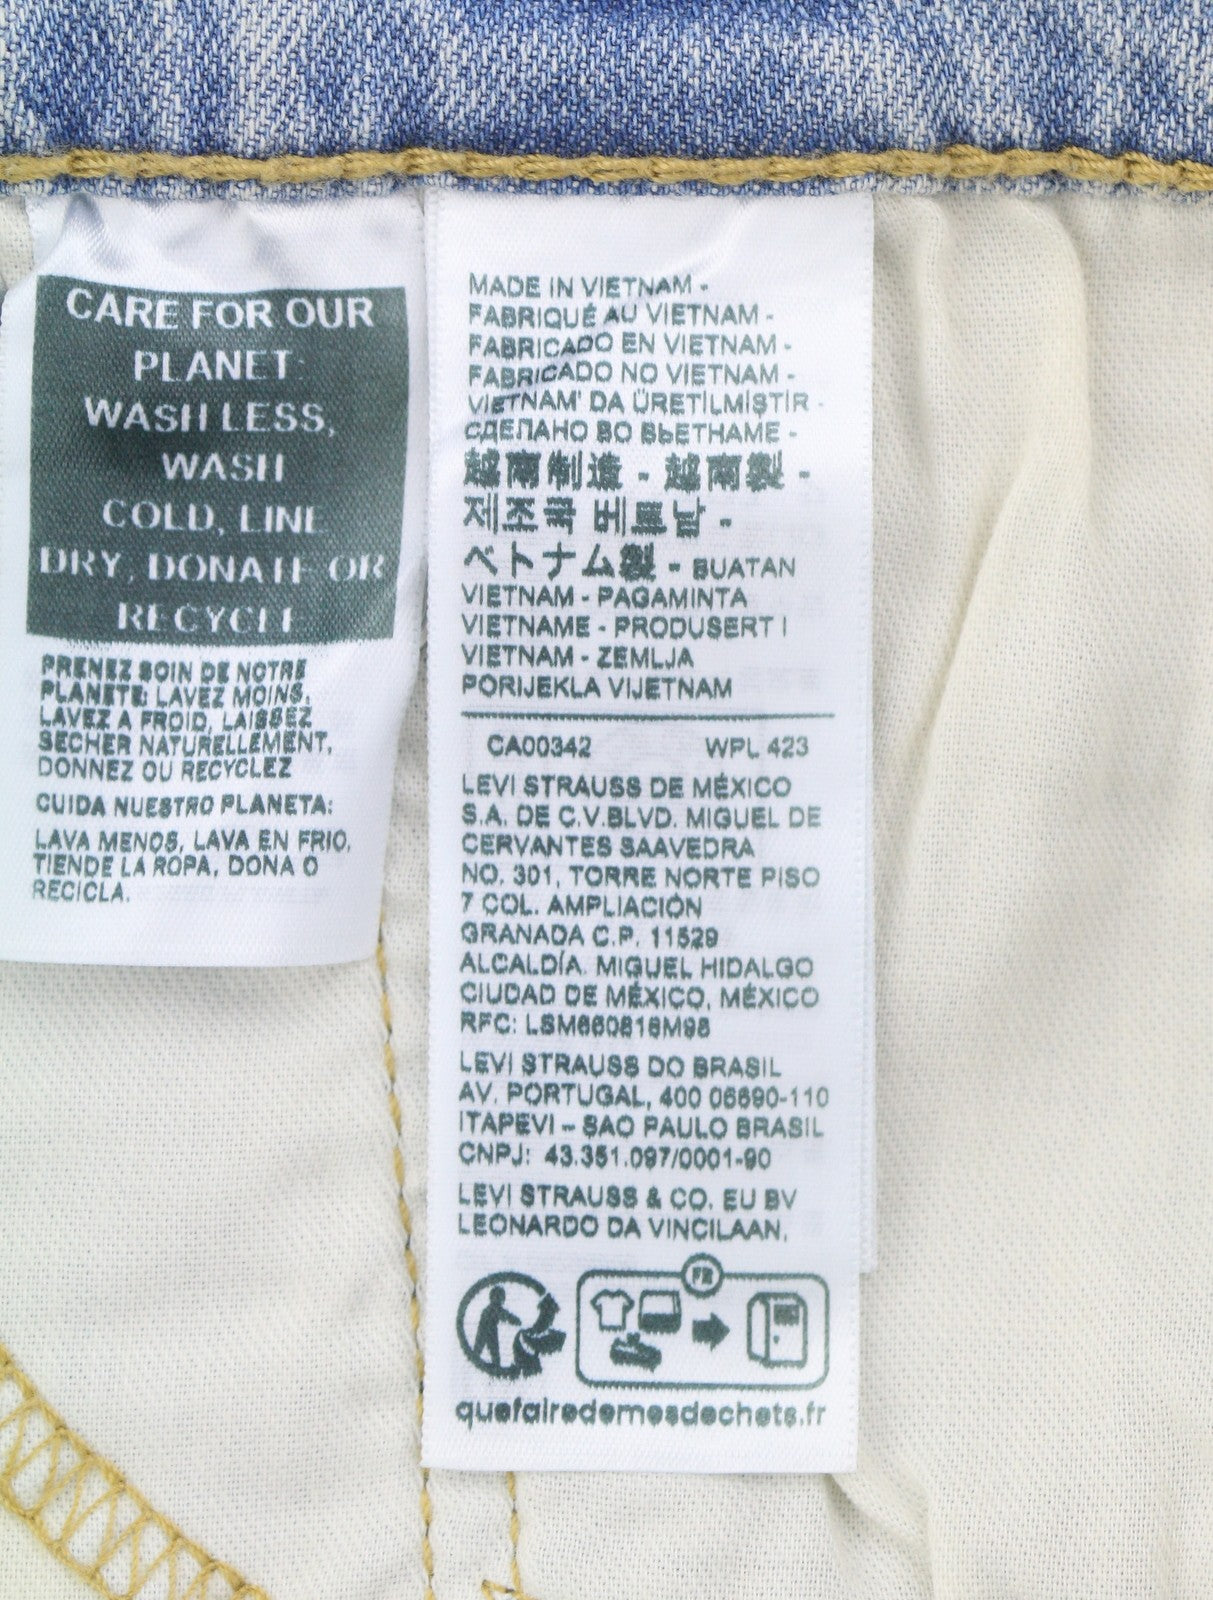 CARE FOR OUR
PLANET:
WASH LESS,
WASH
COLD, LINE
DRY, DONATE OR
RECYCLE
PRENEZ SOIN DE NOTRE
PLANETE: LAVEZ MOINS,
LAVEZ A FROID, LAISSEZ
SECHER NATURELLEMENT,
DONNEZ OU RECYCLEZ
CUIDA NUESTRO PLANETA:
LAVA MENOS, LAVA EN FRIO,
TIENDE LA ROPA, DONA O
RECICLA.
MADE IN VIETNAM -
FABRIQUÉ AU VIETNAM -
FABRICADO EN VIETNAM -
FABRICADO NO VIETNAM -
VIETNAM' DA ÜRETİLMİŞTİR -
СДЕЛАНО ВО ВЬЕТНАМЕ -
越南制造 - 越南製 -
제조국 베트남 -
ベトナム製 - BUATAN
VIETNAM - PAGAMINTA
VIETNAME - PRODUSERT I
VIETNAM - ZEMLJA
PORIJEKLA VIJETNAM
CA00342 WPL 423
LEVI STRAUSS DE MÉXICO
S.A. DE C.V.BLVD. MIGUEL DE
CERVANTES SAAVEDRA
NO. 301, TORRE NORTE PISO
7 COL. AMPLIACIÓN
GRANADA C.P. 11529
ALCALDÍA. MIGUEL HIDALGO
CIUDAD DE MÉXICO, MÉXICO
RFC: LSM660818M98
LEVI STRAUSS DO BRASIL
AV. PORTUGAL, 400 06690-110
ITAPEVI – SAO PAULO BRASIL
CNPJ: 43.351.097/0001-90
LEVI STRAUSS & CO. EU BV
LEONARDO DA VINCILAAN,
FR
quefairedemesdechets.fr